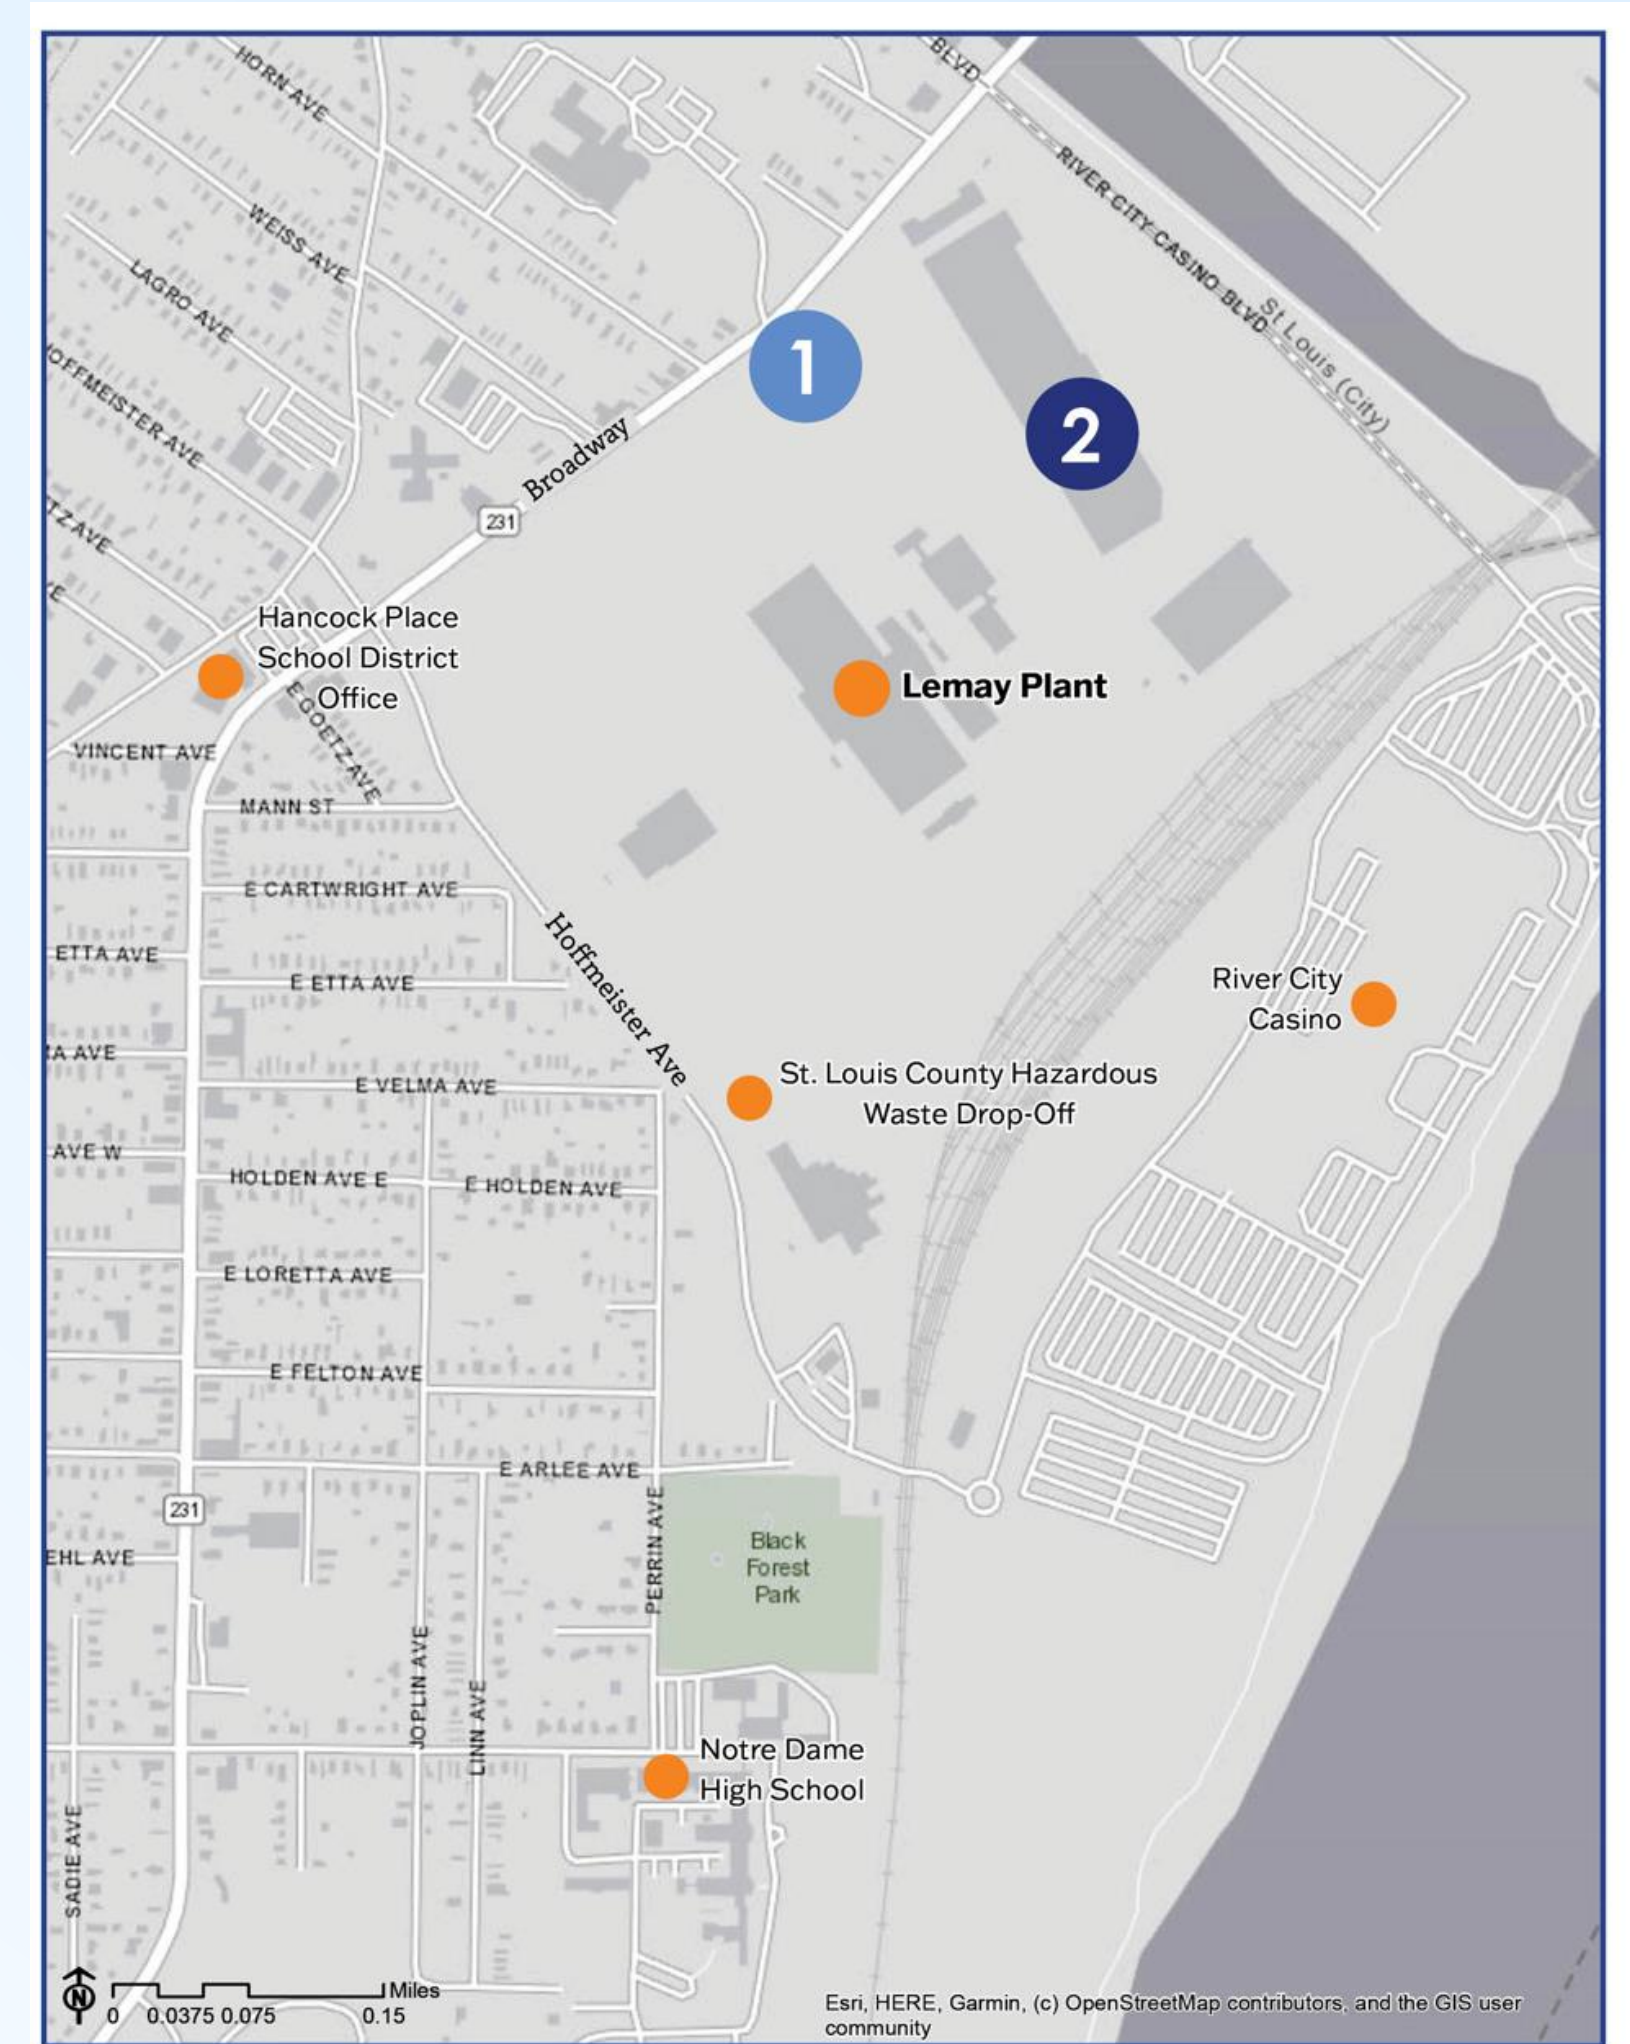 BLVD
HORN AVE
RIVER CITY CASINO BLVD
WEISS AVE
LAGRO AVE
St Louis (City)
1
OFFMEISTER AVE
2
Broadway
231
TZ AVE
E
Hancock Place
School District
Office
Lemay Plant
E GOETZ AVE
VINCENT AVE
MANN ST
E CARTWRIGHT AVE
Hoffmeister Ave
ETTA AVE
E ETTA AVE
River City
Casino
A AVE
E VELMA AVE
St. Louis County Hazardous
Waste Drop-Off
AVE W
HOLDEN AVE E
E HOLDEN AVE
E LORETTA AVE
E FELTON AVE
E ARLEE AVE
231
PERRIN AVE
Black
Forest
Park
EHL AVE
JOPLIN AVE
LINN AVE
Notre Dame
High School
SADIE AVE
N
Miles
0 0.0375 0.075 0.15
Esri, HERE, Garmin, (c) OpenStreetMap contributors, and the GIS user
community